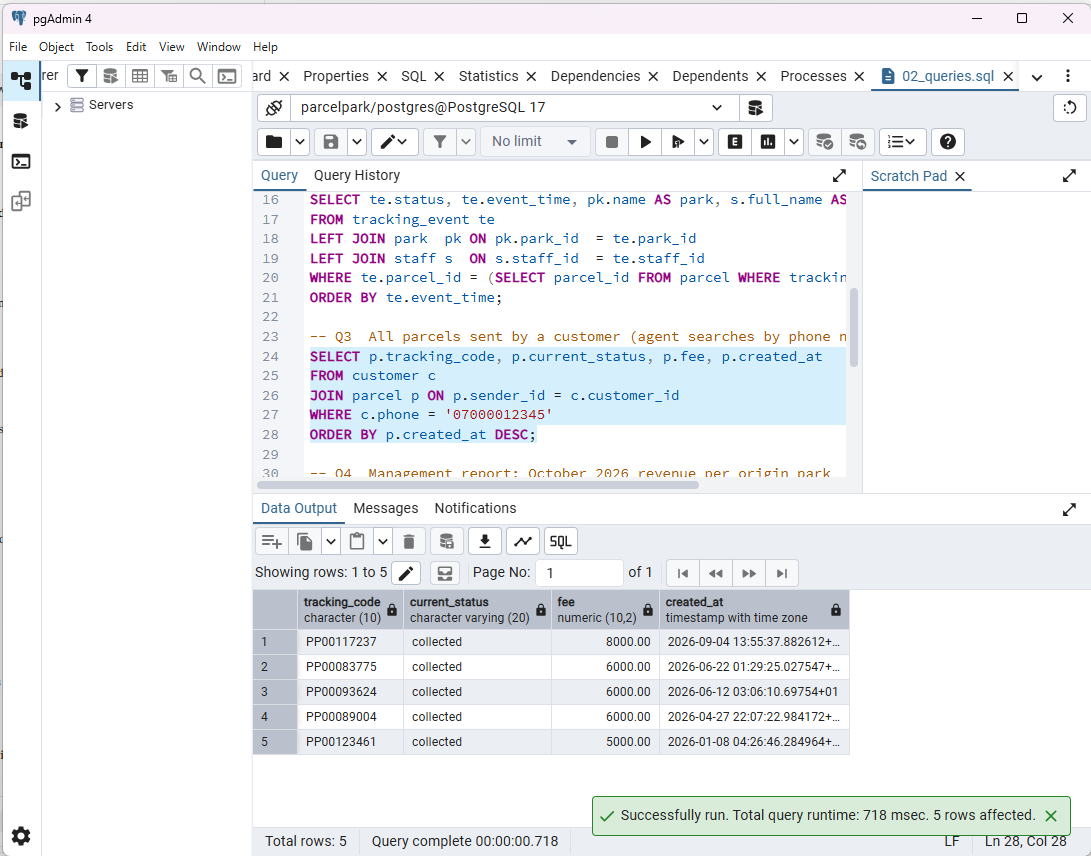 pgAdmin 4
File Object Tools Edit View Window Help
rer
ard Properties SQL Statistics Dependencies Dependents Processes 02_queries.sql
Servers
parcelpark/postgres@PostgreSQL 17
No limit
E
Query Query History
Scratch Pad
16 SELECT te.status, te.event_time, pk.name AS park, s.full_name AS
17 FROM tracking_event te
18 LEFT JOIN park  pk ON pk.park_id  = te.park_id
19 LEFT JOIN staff s  ON s.staff_id  = te.staff_id
20 WHERE te.parcel_id = (SELECT parcel_id FROM parcel WHERE trackin
21 ORDER BY te.event_time;
22
23 -- Q3  All parcels sent by a customer (agent searches by phone n
24 SELECT p.tracking_code, p.current_status, p.fee, p.created_at
25 FROM customer c
26 JOIN parcel p ON p.sender_id = c.customer_id
27 WHERE c.phone = '07000012345'
28 ORDER BY p.created_at DESC;
29
30 -- Q4  Management report: October 2026 revenue per origin park
Data Output Messages Notifications
SQL
Showing rows: 1 to 5 Page No: 1 of 1
tracking_code current_status fee created_at
character (10) character varying (20) numeric (10,2) timestamp with time zone
1 PP00117237 collected 8000.00 2026-09-04 13:55:37.882612+...
2 PP00083775 collected 6000.00 2026-06-22 01:29:25.027547+...
3 PP00093624 collected 6000.00 2026-06-12 03:06:10.69754+01
4 PP00089004 collected 6000.00 2026-04-27 22:07:22.984172+...
5 PP00123461 collected 5000.00 2026-01-08 04:26:46.284964+...
Successfully run. Total query runtime: 718 msec. 5 rows affected.
Total rows: 5 Query complete 00:00:00.718 LF Ln 28, Col 28